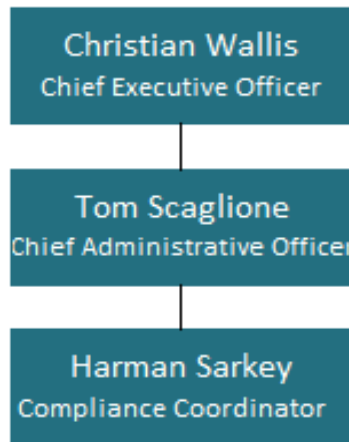 Christian Wallis
Chief Executive Officer
Tom Scaglione
Chief Administrative Officer
Harman Sarkey
Compliance Coordinator